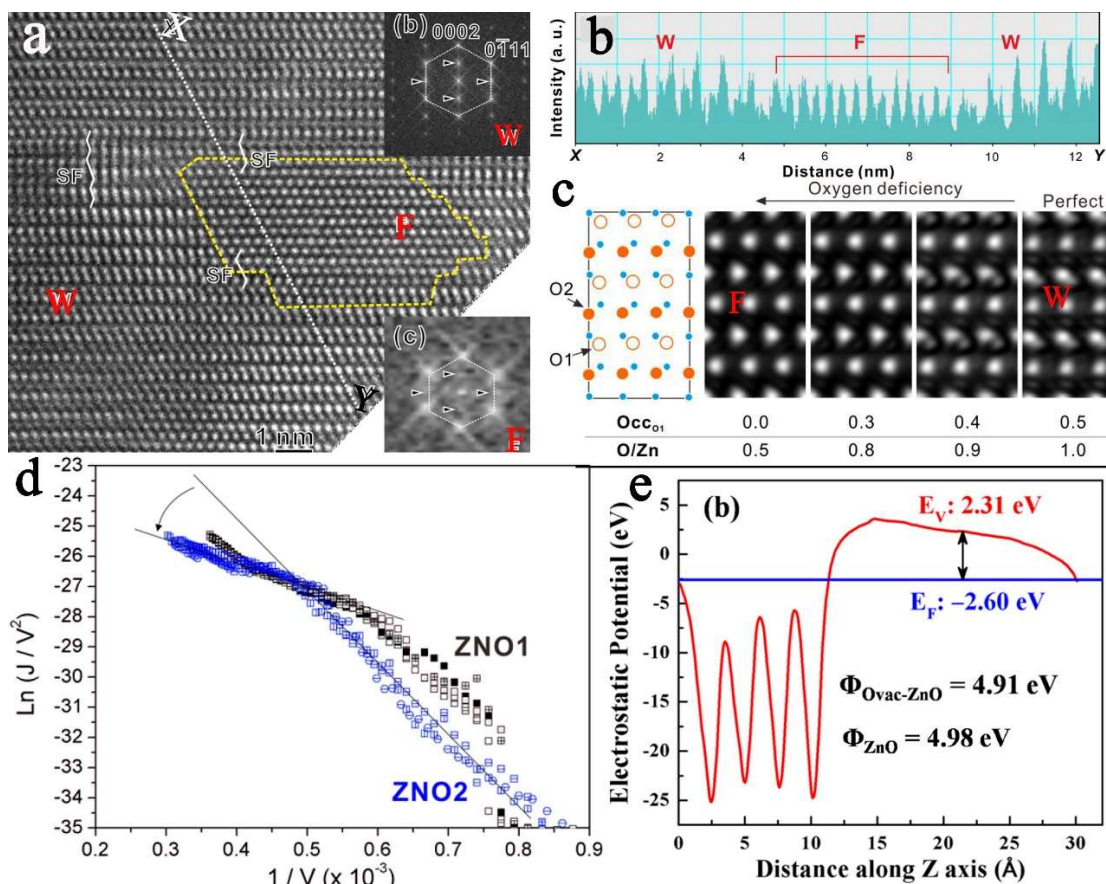 a
X
(b)
0002
01̄11
W
SF
SF
F
SF
W
(c)
F
Y
1 nm
b
W
F
W
Intensity (a. u.)
X
2
4
6
8
10
12
Y
Distance (nm)
c
Oxygen deficiency
Perfect
O2
O1
F
W
Occ_O1 0.0 0.3 0.4 0.5
O/Zn 0.5 0.8 0.9 1.0
d
-23
-24
-25
-26
-27
-28
-29
-30
-31
-32
-33
-34
-35
Ln (J / V²)
ZNO1
ZNO2
0.2 0.3 0.4 0.5 0.6 0.7 0.8 0.9
1 / V (x 10⁻³)
e
(b)
Electrostatic Potential (eV)
5
0
-5
-10
-15
-20
-25
E_V: 2.31 eV
E_F: −2.60 eV
Φ_Ovac-ZnO = 4.91 eV
Φ_ZnO = 4.98 eV
0 5 10 15 20 25 30
Distance along Z axis (Å)